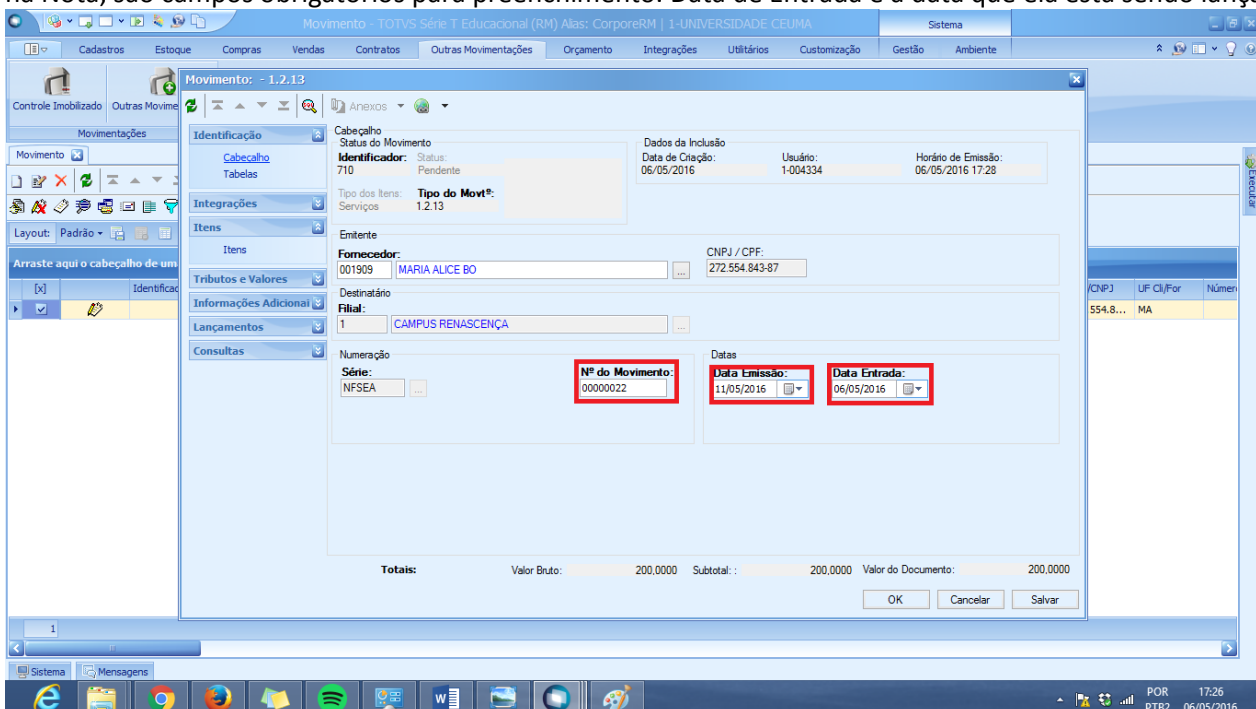 na Nota, são campos obrigatórios para preenchimento. Data de Entrada é a data que ela está sendo lança
Movimento - TOTVS Série T Educacional (RM) Alias: CorporeRM | 1-UNIVERSIDADE CEUMA
Sistema
Cadastros Estoque Compras Vendas Contratos Outras Movimentações Orçamento Integrações Utilitários Customização Gestão Ambiente
Controle Imobilizado Outras Movime
Movimentações
Movimento
Layout: Padrão
Arraste aqui o cabeçalho de um
[x] Identificac
/CNPJ UF Cli/For Númer
554.8... MA
Movimento: - 1.2.13
Anexos
Identificação
Cabeçalho
Tabelas
Integrações
Itens
Itens
Tributos e Valores
Informações Adicionai
Lançamentos
Consultas
Cabeçalho
Status do Movimento
Identificador: Status:
710 Pendente
Tipo dos Itens: Tipo do Movtº:
Serviços 1.2.13
Dados da Inclusão
Data de Criação: Usuário: Horário de Emissão:
06/05/2016 1-004334 06/05/2016 17:28
Emitente
Fornecedor: CNPJ / CPF:
001909 MARIA ALICE BO ... 272.554.843-87
Destinatário
Filial:
1 CAMPUS RENASCENÇA ...
Numeração
Série: Nº do Movimento:
NFSEA ... 00000022
Datas
Data Emissão: Data Entrada:
11/05/2016 06/05/2016
Totais: Valor Bruto: 200,0000 Subtotal: : 200,0000 Valor do Documento: 200,0000
OK Cancelar Salvar
Executar
1
Sistema Mensagens
POR 17:26
PTB2 06/05/2016